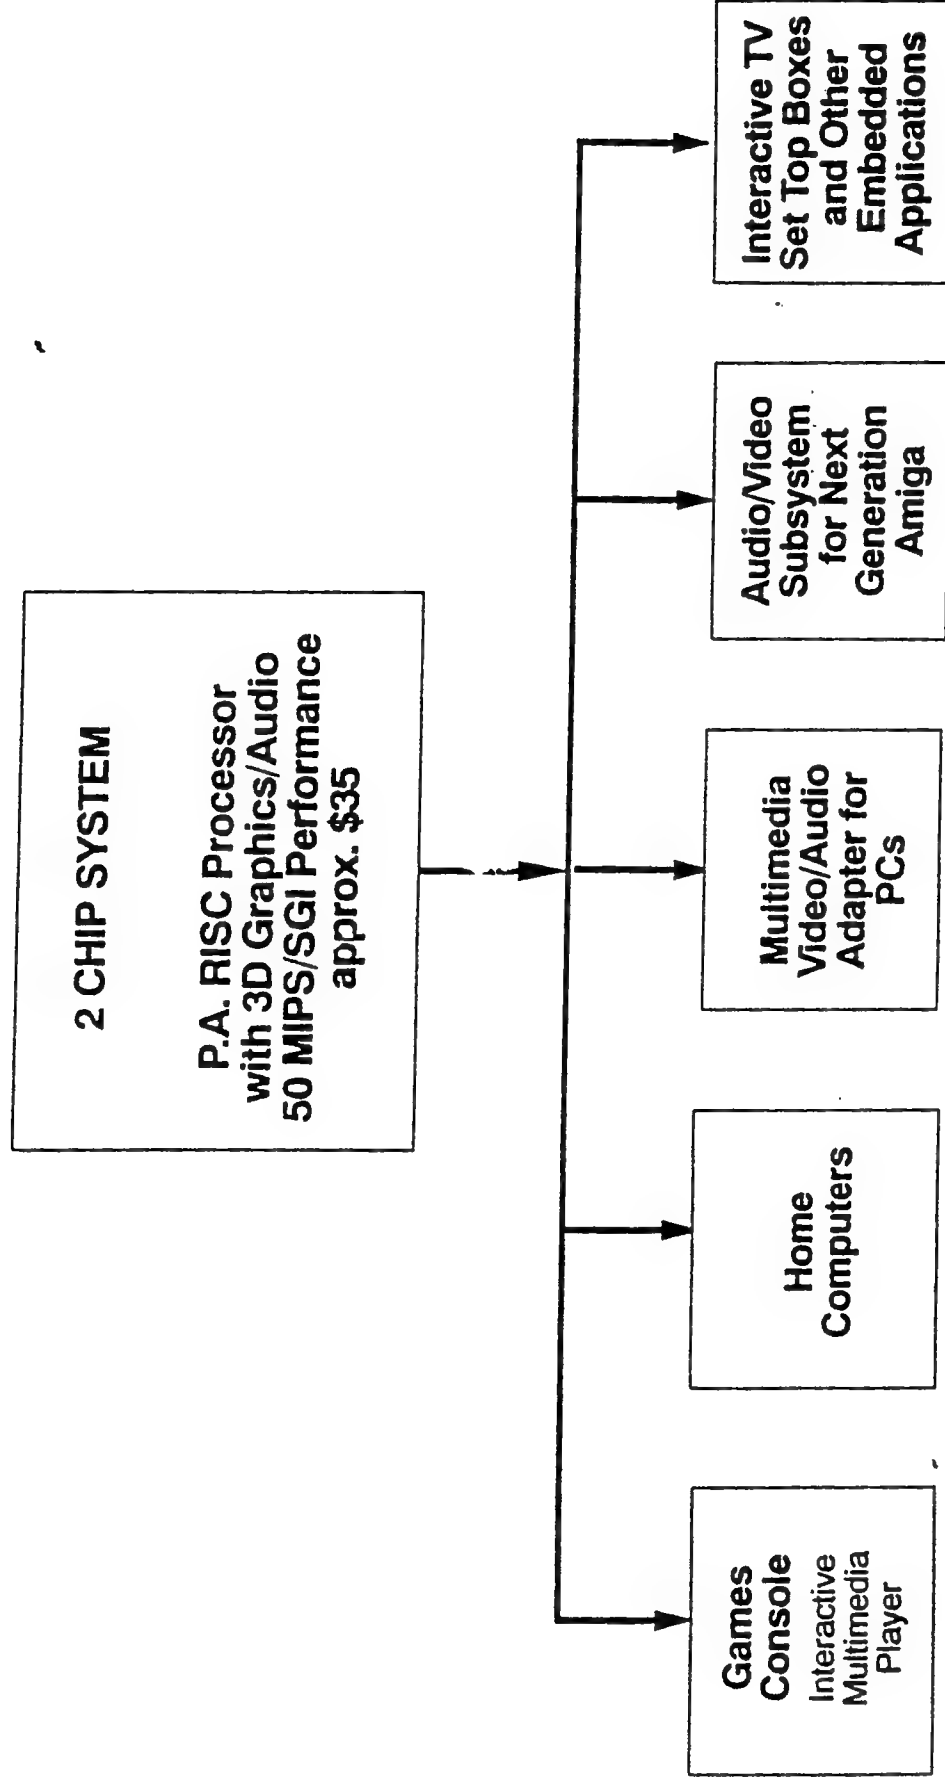 2 CHIP SYSTEM
P.A. RISC Processor
with 3D Graphics/Audio
50 MIPS/SGI Performance
approx. $35
Games
Console
Interactive
Multimedia
Player
Home
Computers
Multimedia
Video/Audio
Adapter for
PCs
Audio/Video
Subsystem
for Next
Generation
Amiga
Interactive TV
Set Top Boxes
and Other
Embedded
Applications